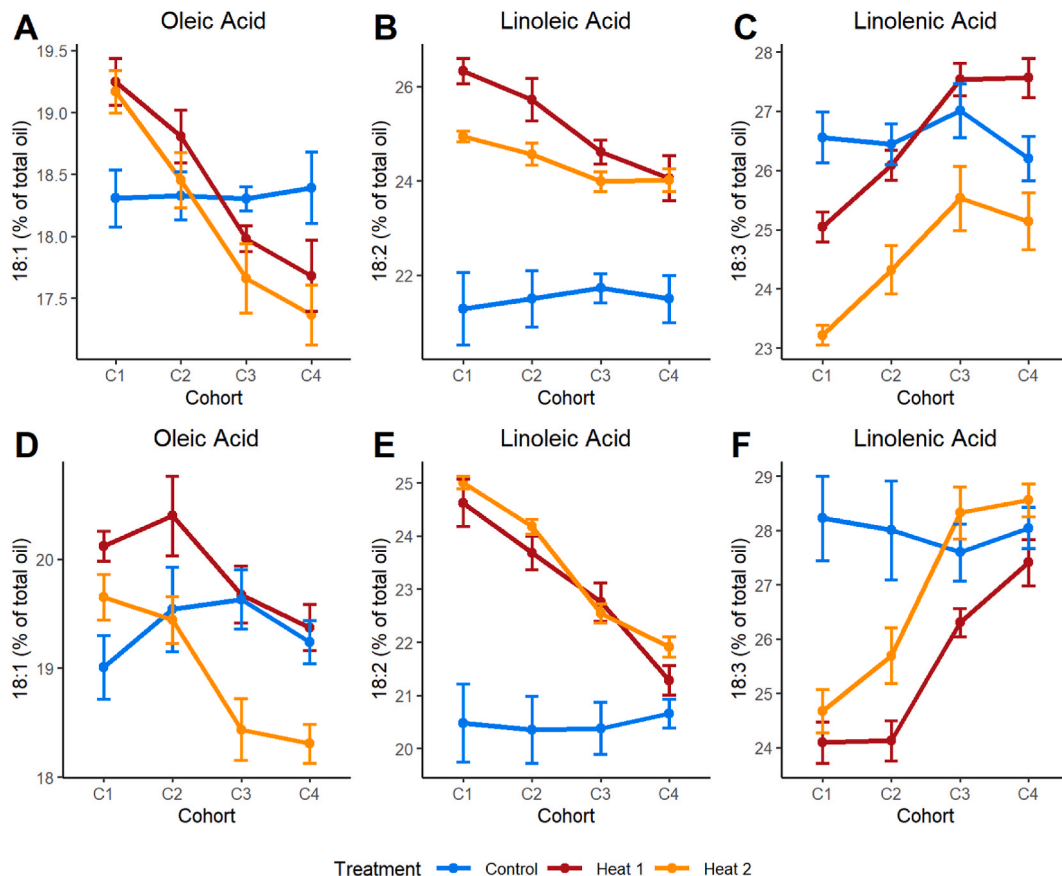 A Oleic Acid
18:1 (% of total oil)
19.5
19.0
18.5
18.0
17.5
C1 C2 C3 C4
Cohort
B Linoleic Acid
18:2 (% of total oil)
26
24
22
C1 C2 C3 C4
Cohort
C Linolenic Acid
18:3 (% of total oil)
28
27
26
25
24
23
C1 C2 C3 C4
Cohort
D Oleic Acid
18:1 (% of total oil)
20
19
18
C1 C2 C3 C4
Cohort
E Linoleic Acid
18:2 (% of total oil)
25
24
23
22
21
20
C1 C2 C3 C4
Cohort
F Linolenic Acid
18:3 (% of total oil)
29
28
27
26
25
24
C1 C2 C3 C4
Cohort
Treatment Control Heat 1 Heat 2